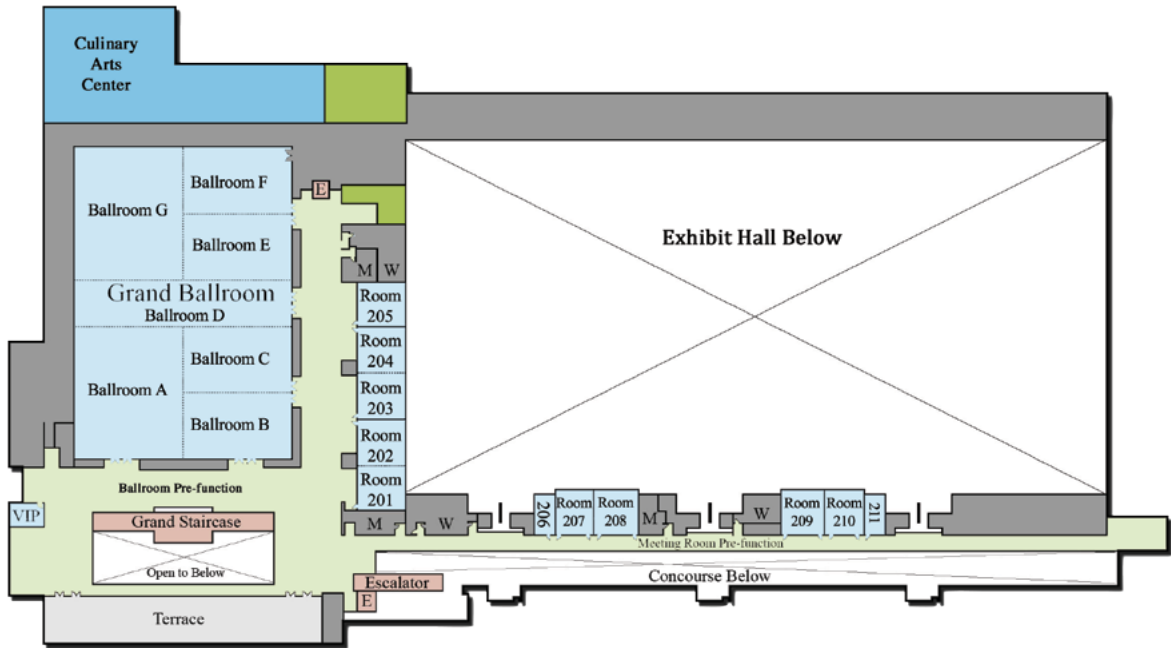 Culinary
Arts
Center
Ballroom F
Ballroom G
Ballroom E
Grand Ballroom
Ballroom D
Ballroom C
Ballroom A
Ballroom B
E
M
W
Room
205
Room
204
Room
203
Room
202
Room
201
Exhibit Hall Below
Ballroom Pre-function
VIP
Grand Staircase
Open to Below
Terrace
M
W
206
Room
207
Room
208
M
W
Room
209
Room
210
211
Meeting Room Pre-function
Concourse Below
Escalator
E